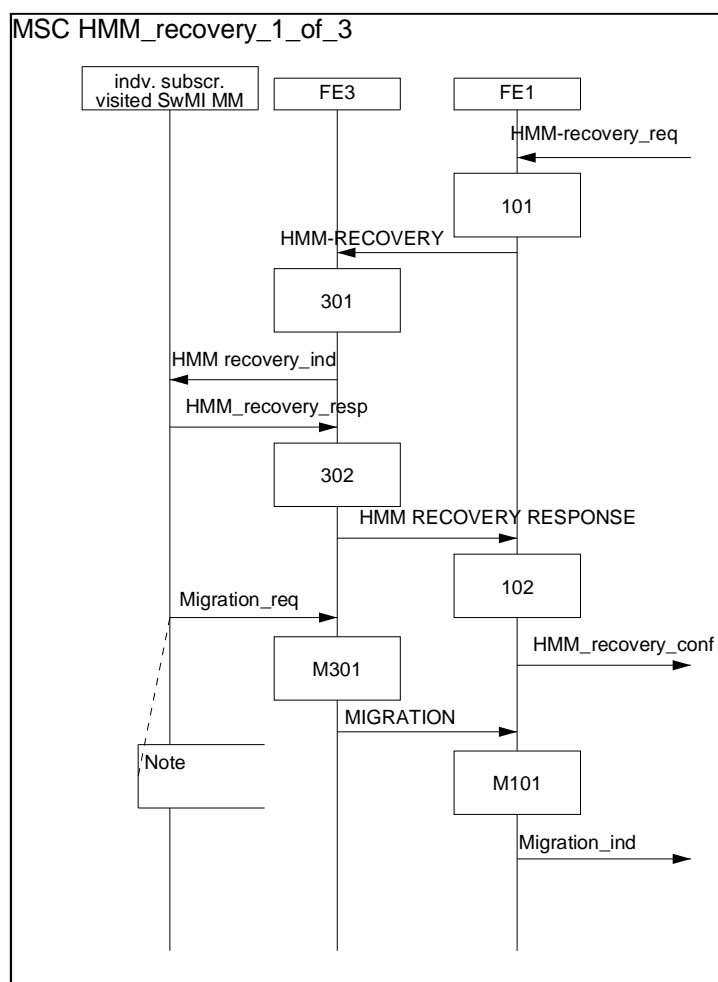 MSC HMM_recovery_1_of_3
indv. subscr.
visited SwMI MM
FE3
FE1
HMM-recovery_req
101
HMM-RECOVERY
301
HMM recovery_ind
HMM_recovery_resp
302
HMM RECOVERY RESPONSE
102
Migration_req
HMM_recovery_conf
M301
MIGRATION
Note
M101
Migration_ind